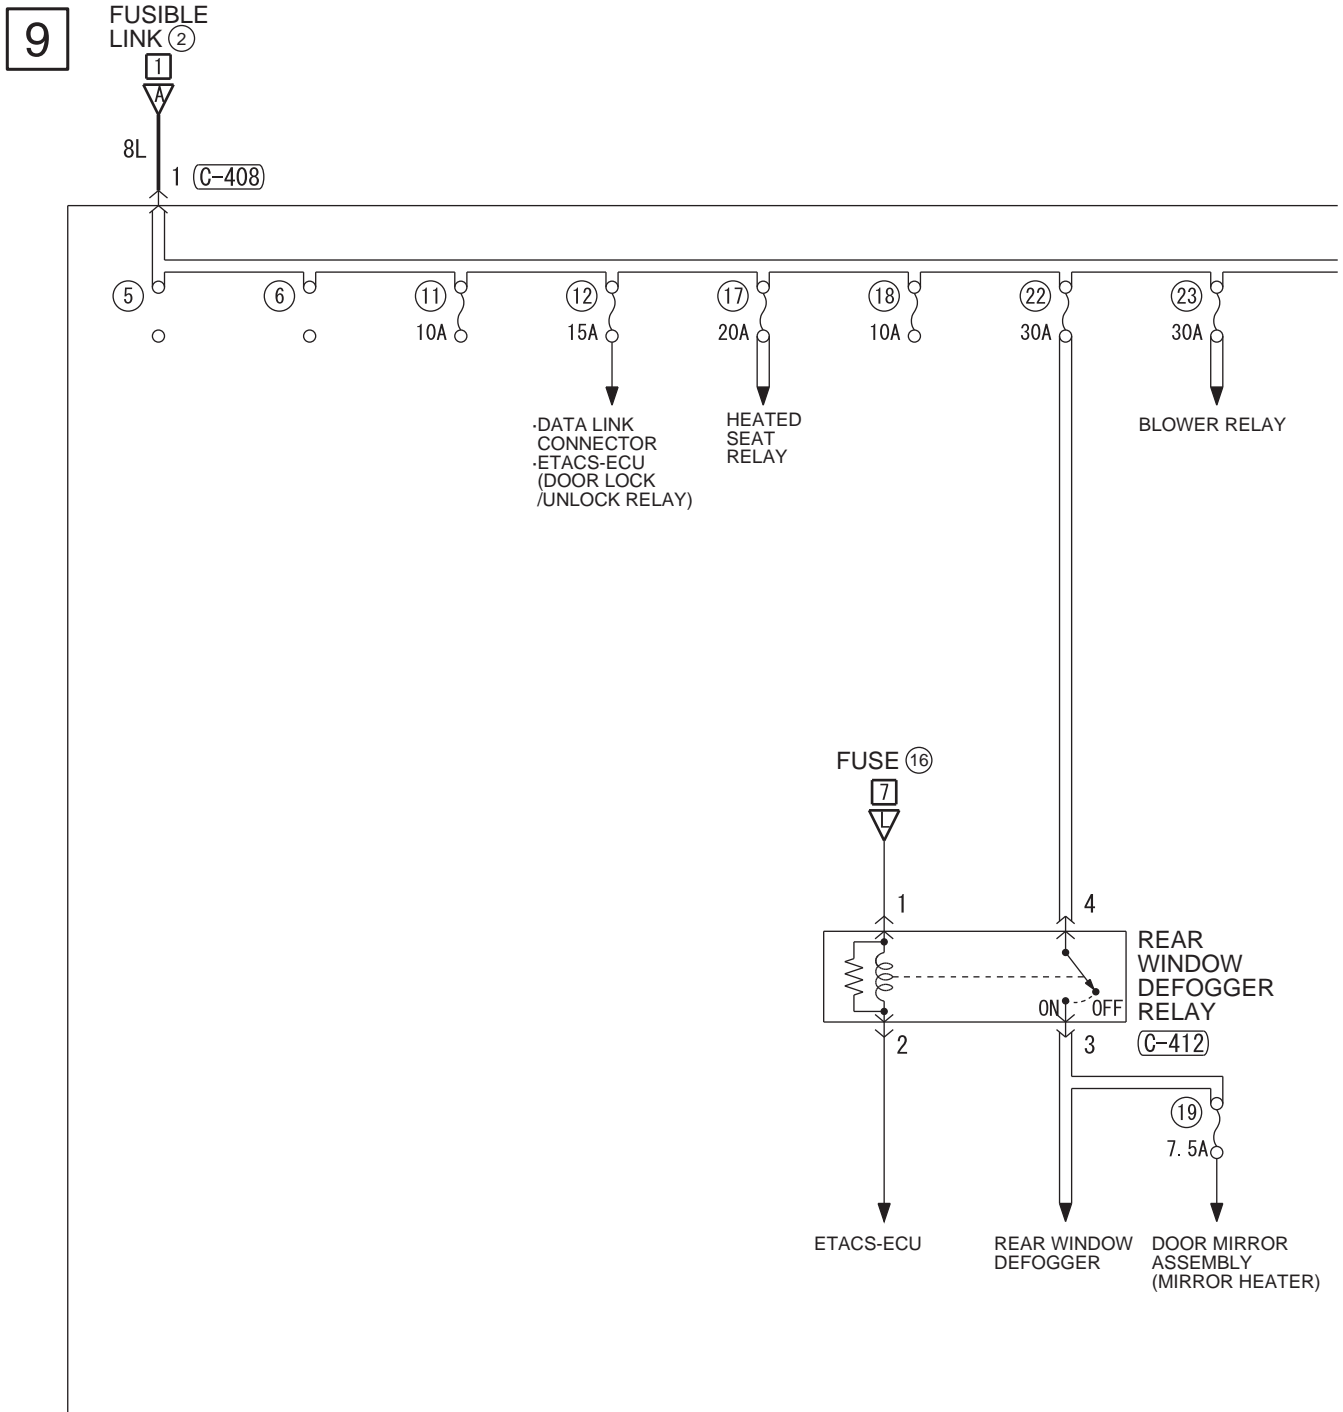 9
FUSIBLE
LINK 2
1
A
8L
1 C-408
5
6
11
12
17
18
22
23
10A
15A
20A
10A
30A
30A
·DATA LINK
CONNECTOR
·ETACS-ECU
(DOOR LOCK
/UNLOCK RELAY)
HEATED
SEAT
RELAY
BLOWER RELAY
FUSE 16
7
L
1
4
REAR
WINDOW
DEFOGGER
RELAY
C-412
ON
OFF
2
3
19
7.5A
ETACS-ECU
REAR WINDOW
DEFOGGER
DOOR MIRROR
ASSEMBLY
(MIRROR HEATER)